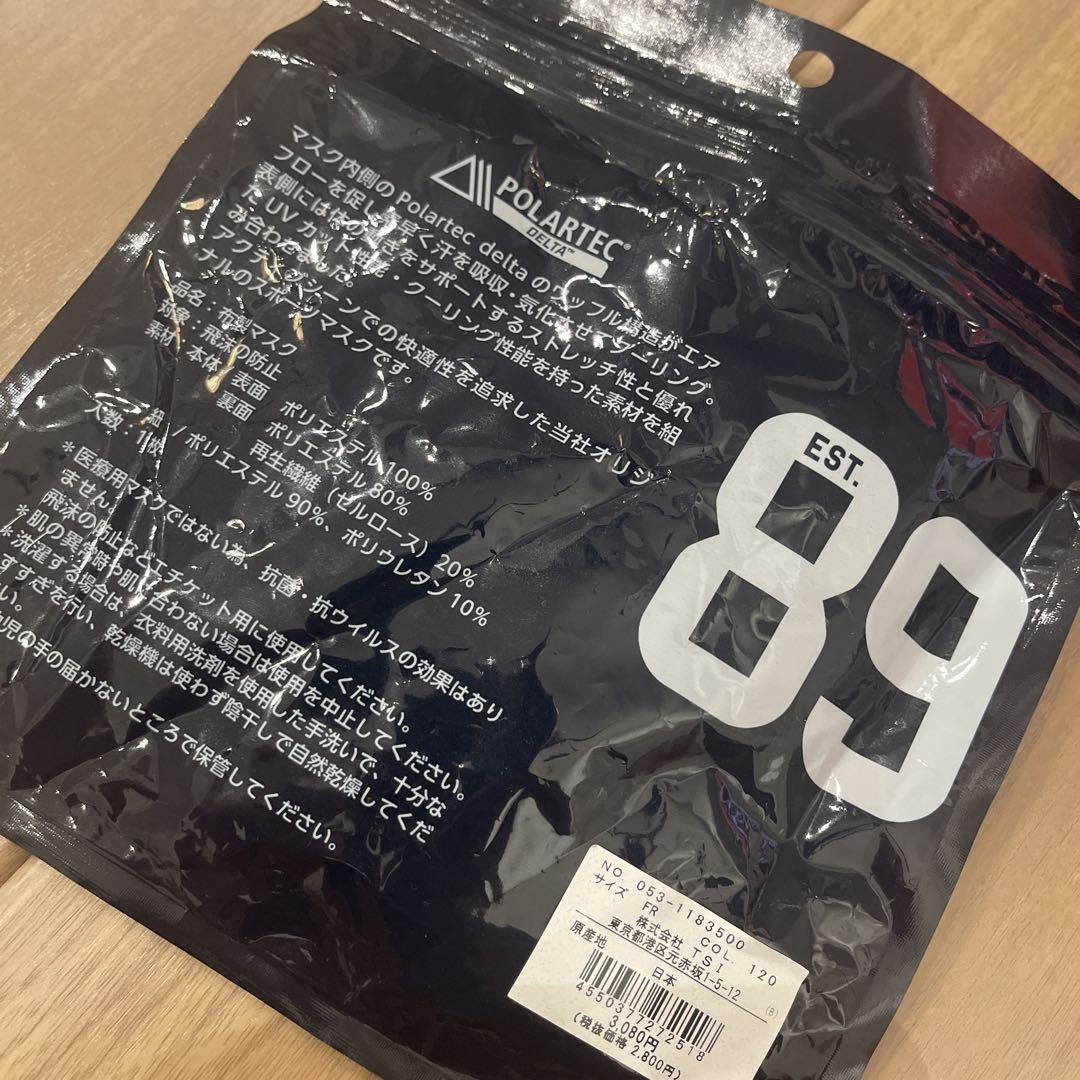 POLARTEC®
DELTA™
マスク内側の Polartec delta のワッフル構造がエア
フローを促し、早く汗を吸収・気化させクーリング。
表側には体の動きをサポートするストレッチ性と優れ
た UV カット性能・クーリング性能を持った素材を組
み合わせました。
アクティブシーンでの快適性を追求した当社オリジ
ナルのスポーツマスクです。
品名:布製マスク
対象:飛沫の防止
素材:本体/表面 ポリエステル 100%
裏面 ポリエステル 80%
再生繊維(セルロース)20%
紐/ポリエステル 90%、ポリウレタン 10%
入数:1枚
*医療用マスクではない為、抗菌・抗ウイルスの効果はあり
ません。
飛沫の防止などエチケット用に使用してください。
*肌の異常時や肌に合わない場合は使用を中止してください。
*洗濯する場合は、衣料用洗剤を使用した手洗いで、十分な
すすぎを行い、乾燥機は使わず陰干しで自然乾燥してくだ
さい。
幼児の手の届かないところで保管してください。
EST.
89
NO. 053-1183500
サイズ FR COL. 120
株式会社 TSI
東京都港区元赤坂1-5-12
原産地 日本 (B)
4550377272518
3,080円
(税抜価格 2,800円)